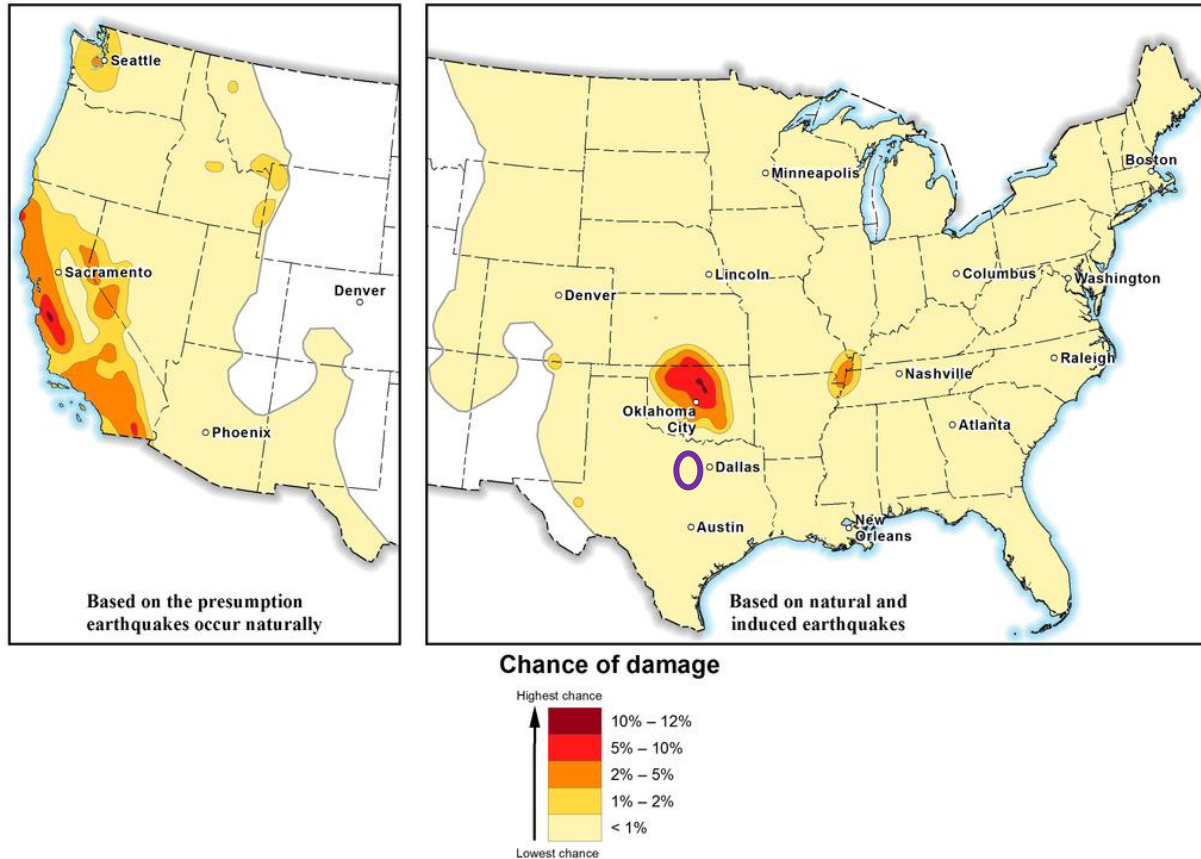 Seattle
Sacramento
Denver
Phoenix
Based on the presumption
earthquakes occur naturally
Minneapolis
Boston
Lincoln
Columbus
Washington
Denver
Raleigh
Nashville
Oklahoma
City
Atlanta
Dallas
Austin
New
Orleans
Based on natural and
induced earthquakes
Chance of damage
Highest chance
10% – 12%
5% – 10%
2% – 5%
1% – 2%
< 1%
Lowest chance